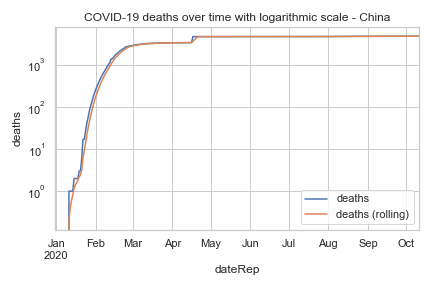 COVID-19 deaths over time with logarithmic scale - China
deaths
10³
10²
10¹
10⁰
deaths
deaths (rolling)
Jan Feb Mar Apr May Jun Jul Aug Sep Oct
2020
dateRep